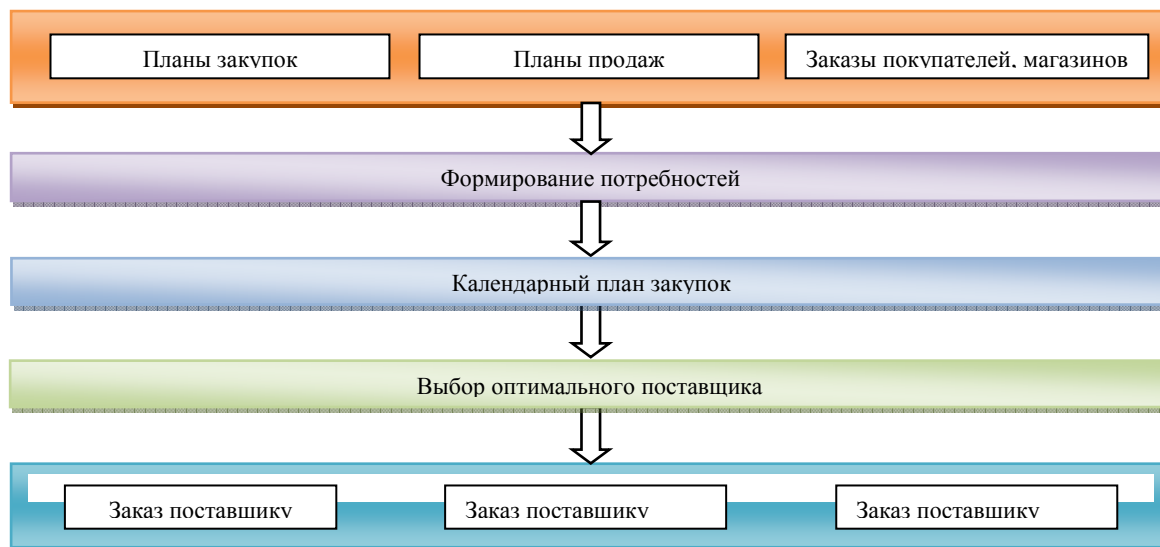 Планы закупок
Планы продаж
Заказы покупателей, магазинов
Формирование потребностей
Календарный план закупок
Выбор оптимального поставщика
Заказ поставщику
Заказ поставщику
Заказ поставщику